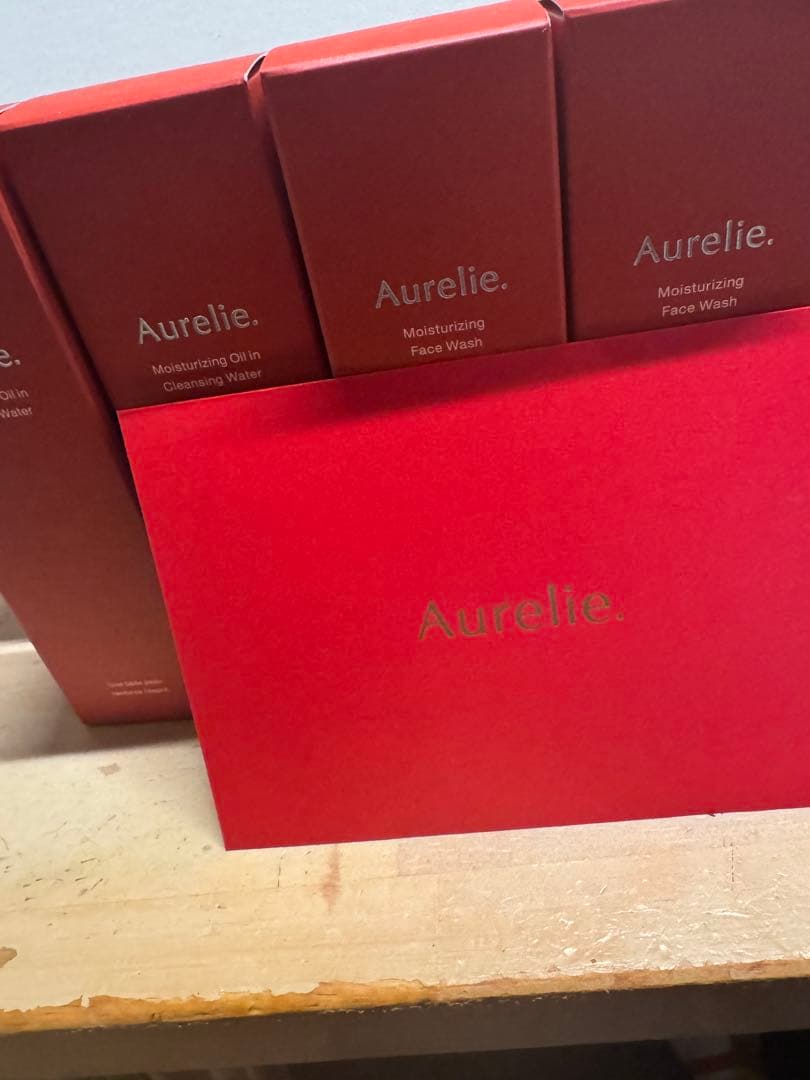 e.
Oil in
Water
Aurelie.
Moisturizing Oil in
Cleansing Water
Aurelie.
Moisturizing
Face Wash
Aurelie.
Moisturizing
Face Wash
Aurelie.